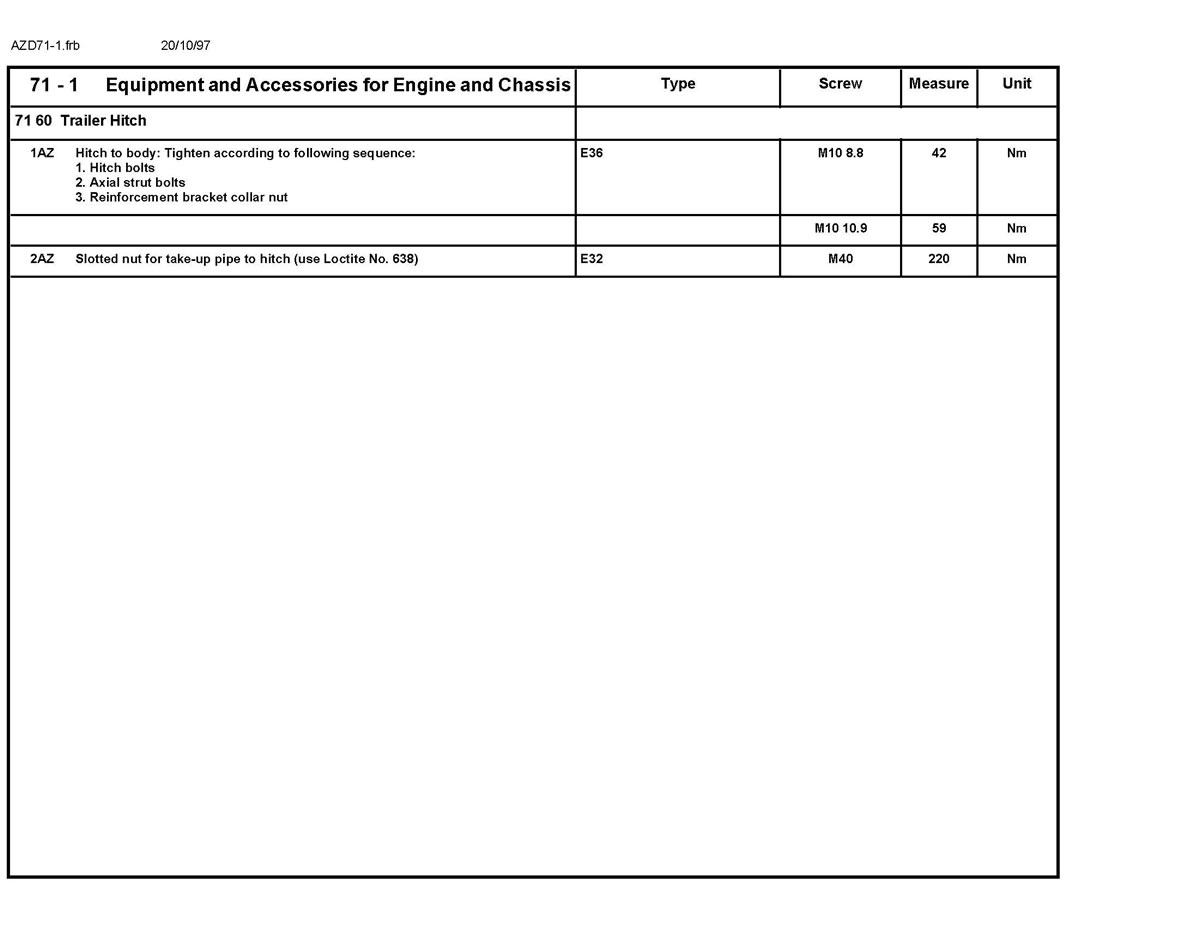 AZD71-1.frb 20/10/97
71 - 1 Equipment and Accessories for Engine and Chassis Type Screw Measure Unit
71 60 Trailer Hitch
1AZ Hitch to body: Tighten according to following sequence: E36 M10 8.8 42 Nm
1. Hitch bolts
2. Axial strut bolts
3. Reinforcement bracket collar nut
M10 10.9 59 Nm
2AZ Slotted nut for take-up pipe to hitch (use Loctite No. 638) E32 M40 220 Nm